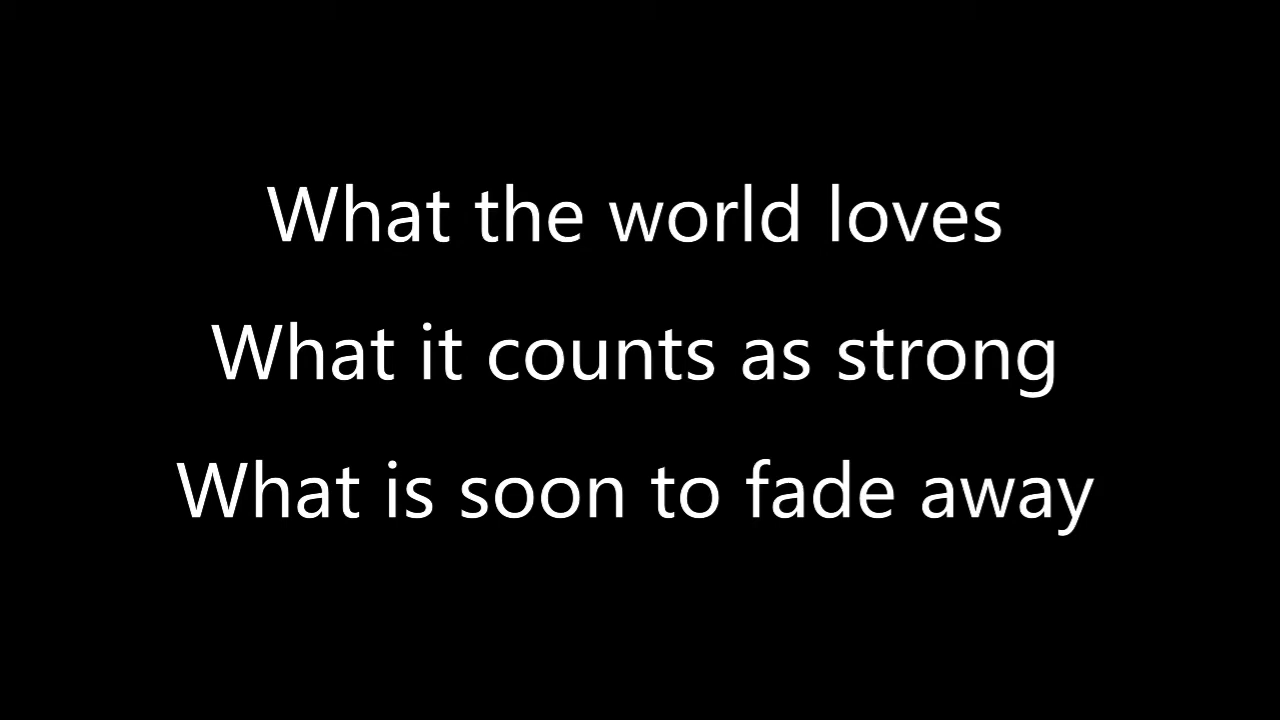 What the world loves
What it counts as strong
What is soon to fade away